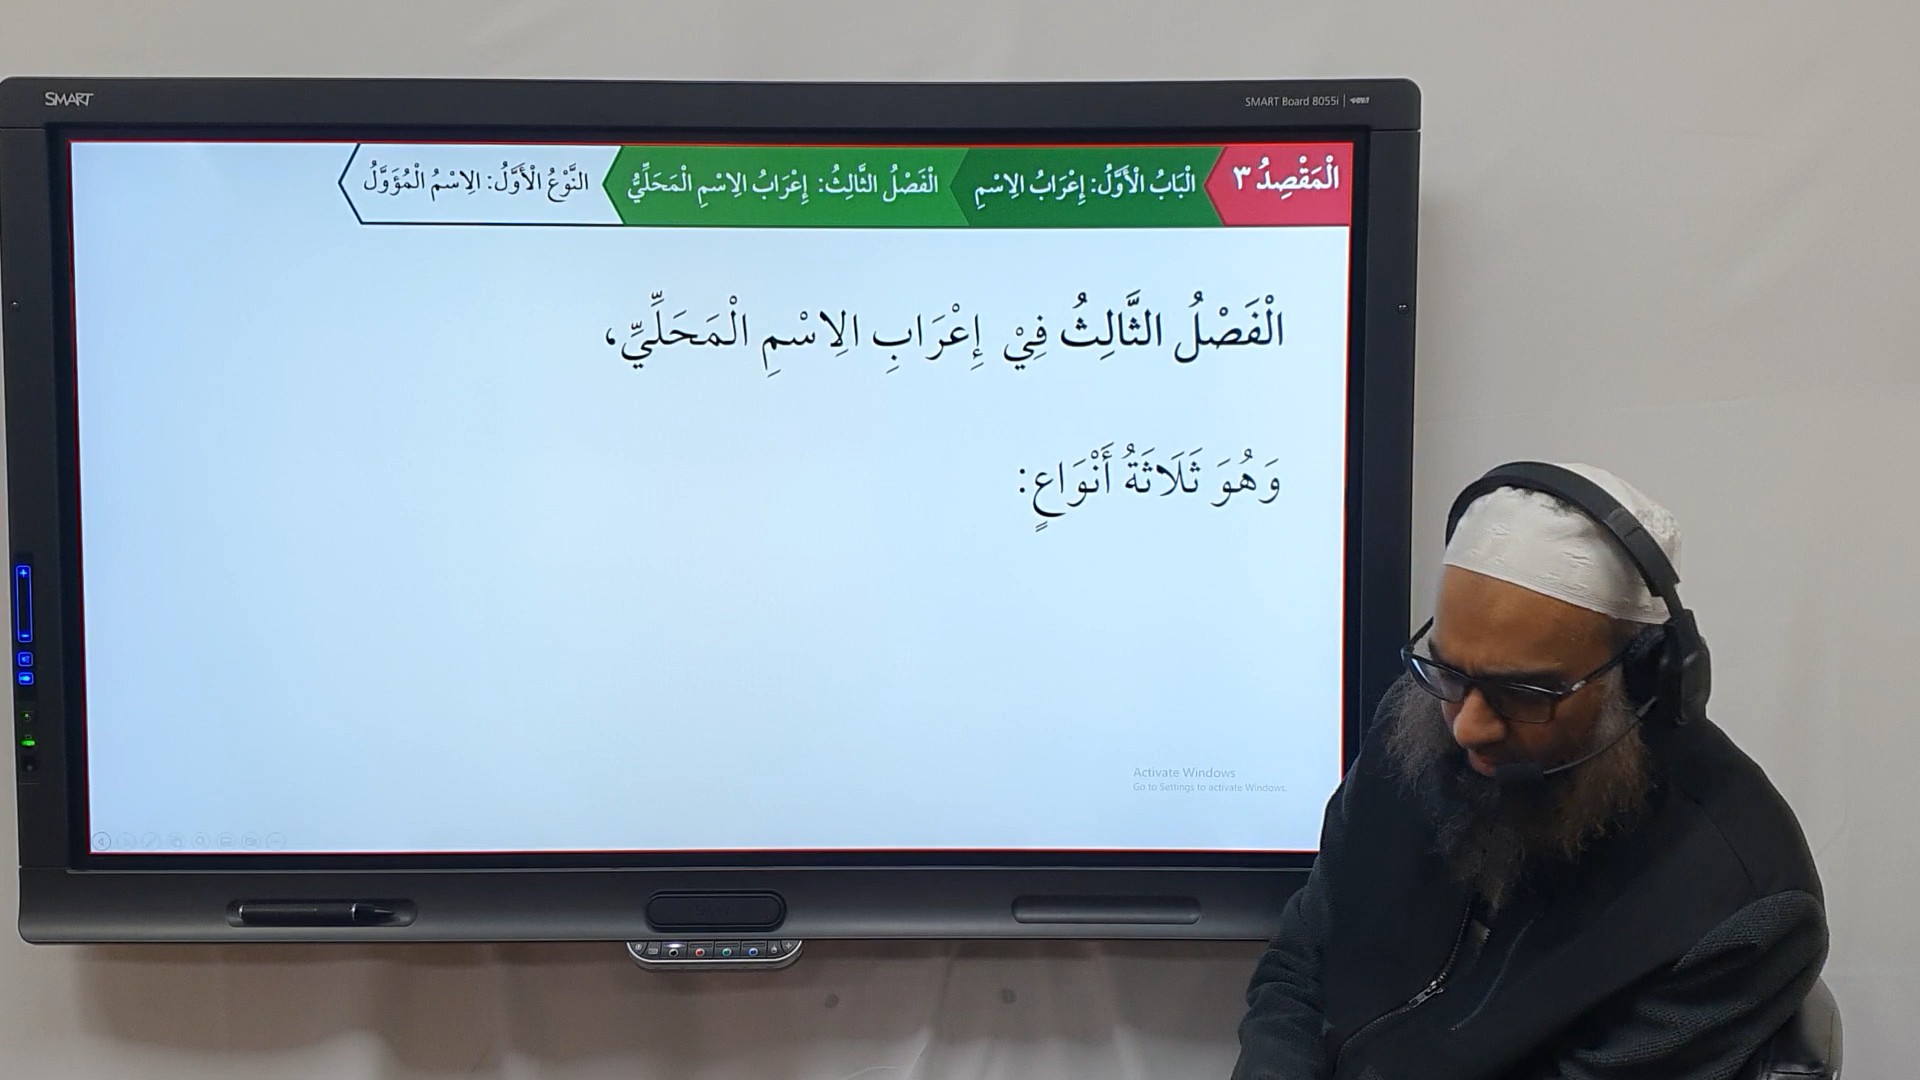 SMART
SMART Board 8055i
الْمَقْصِدُ ٣
الْبَابُ الْأَوَّلُ: إِعْرَابُ الِاسْمِ
الْفَصْلُ الثَّالِثُ: إِعْرَابُ الِاسْمِ الْمَحَلِّيُّ
النَّوْعُ الْأَوَّلُ: الِاسْمُ الْمُؤَوَّلُ
الْفَصْلُ الثَّالِثُ فِيْ إِعْرَابِ الِاسْمِ الْمَحَلِّيِّ،
وَهُوَ ثَلَاثَةُ أَنْوَاعٍ:
Activate Windows
Go to Settings to activate Windows.